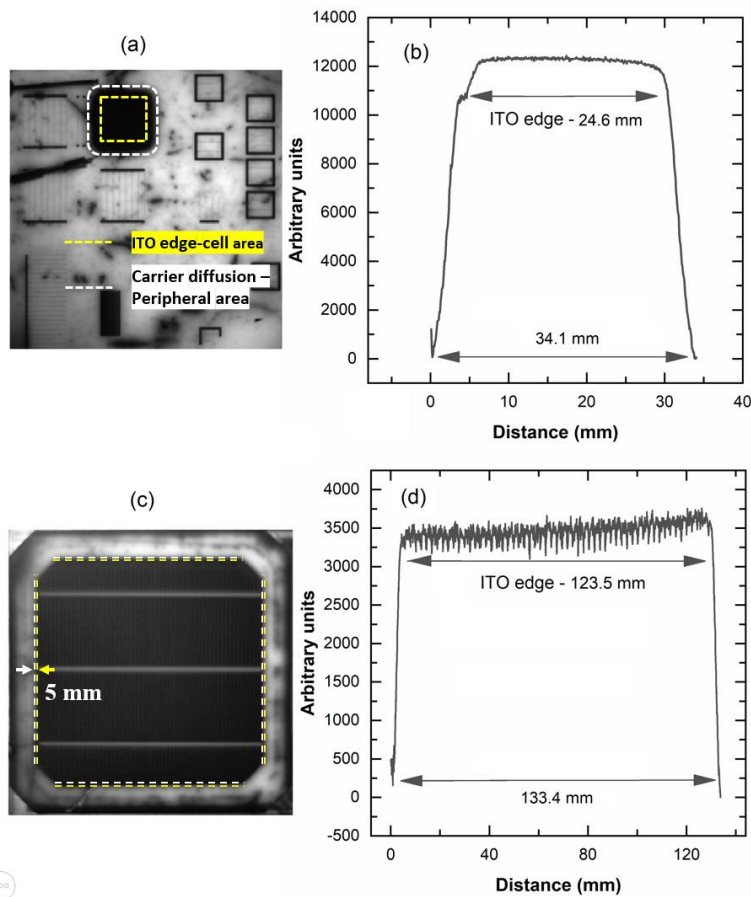 (a)
ITO edge-cell area
Carrier diffusion –
Peripheral area
(b)
14000
12000
10000
8000
6000
4000
2000
0
Arbitrary units
ITO edge - 24.6 mm
34.1 mm
0
10
20
30
40
Distance (mm)
(c)
5 mm
(d)
4000
3500
3000
2500
2000
1500
1000
500
0
-500
Arbitrary units
ITO edge - 123.5 mm
133.4 mm
0
40
80
120
Distance (mm)